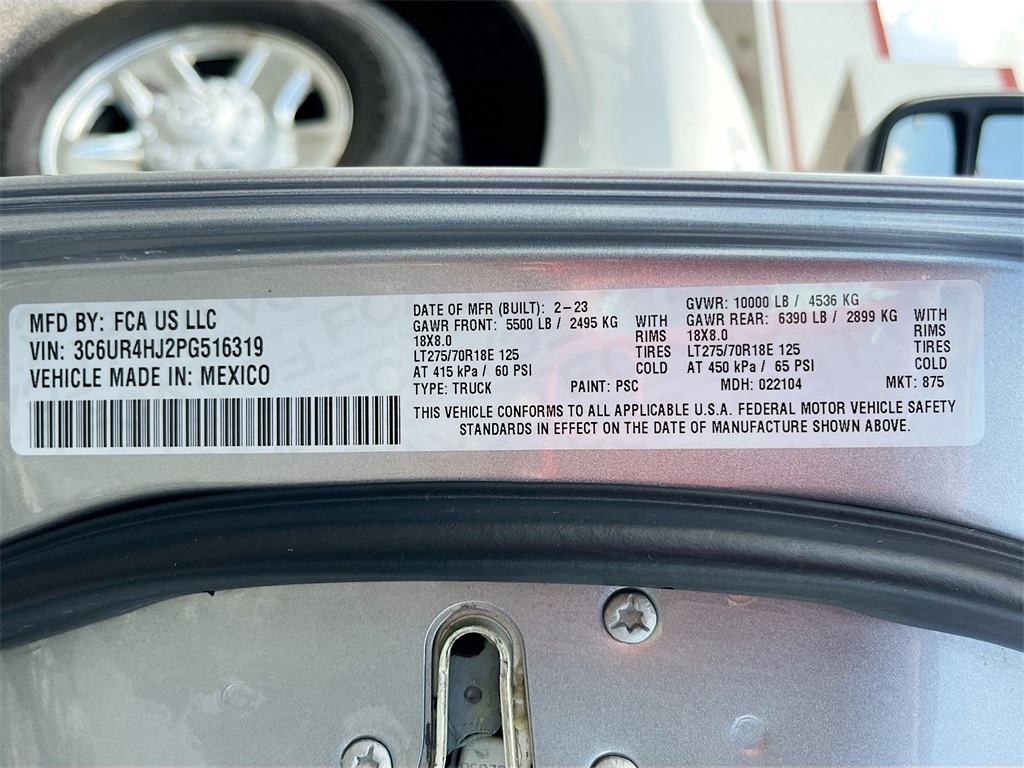 MFD BY: FCA US LLC
VIN: 3C6UR4HJ2PG516319
VEHICLE MADE IN: MEXICO
DATE OF MFR (BUILT): 2-23
GAWR FRONT: 5500 LB / 2495 KG WITH
18X8.0 RIMS
LT275/70R18E 125 TIRES
AT 415 kPa / 60 PSI COLD
TYPE: TRUCK PAINT: PSC
GVWR: 10000 LB / 4536 KG
GAWR REAR: 6390 LB / 2899 KG WITH
18X8.0 RIMS
LT275/70R18E 125 TIRES
AT 450 kPa / 65 PSI COLD
MDH: 022104 MKT: 875
THIS VEHICLE CONFORMS TO ALL APPLICABLE U.S.A. FEDERAL MOTOR VEHICLE SAFETY
STANDARDS IN EFFECT ON THE DATE OF MANUFACTURE SHOWN ABOVE.